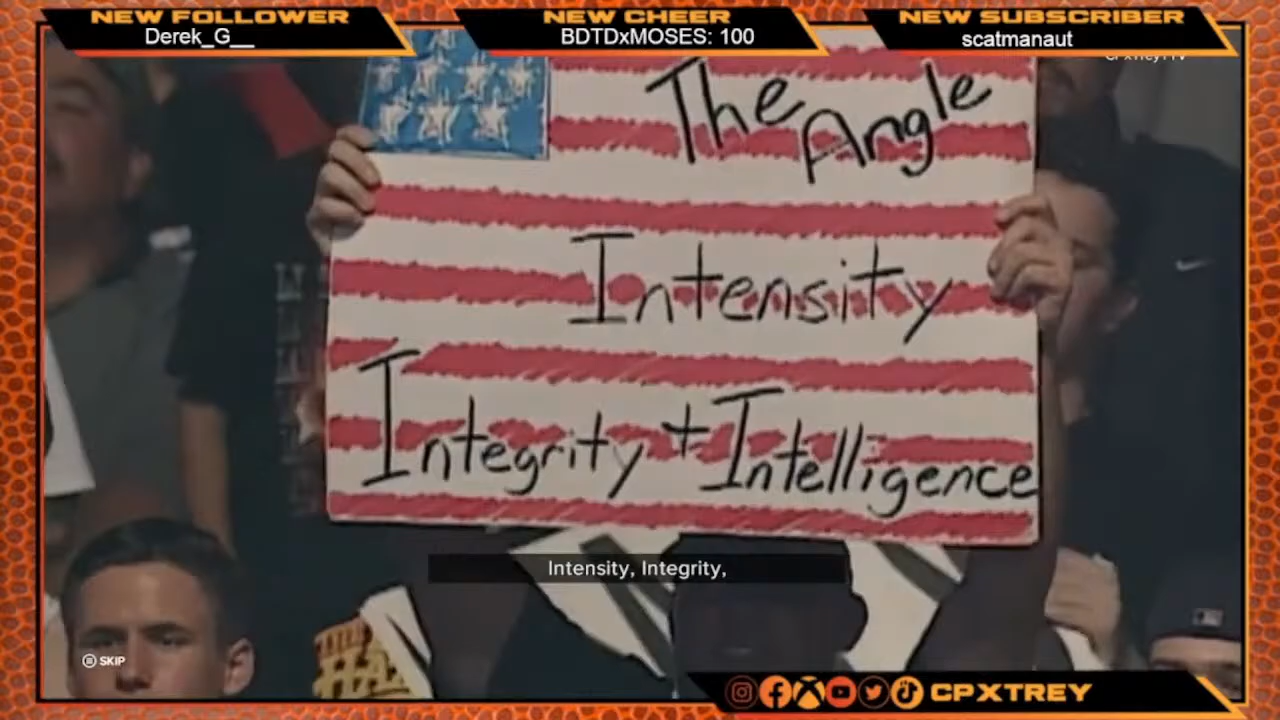 NEW FOLLOWER
Derek_G__
NEW CHEER
BDTDxMOSES: 100
NEW SUBSCRIBER
scatmanaut
CPXTreyTV
The Angle
Intensity
Integrity + Intelligence
Intensity, Integrity,
SKIP
CPXTREY